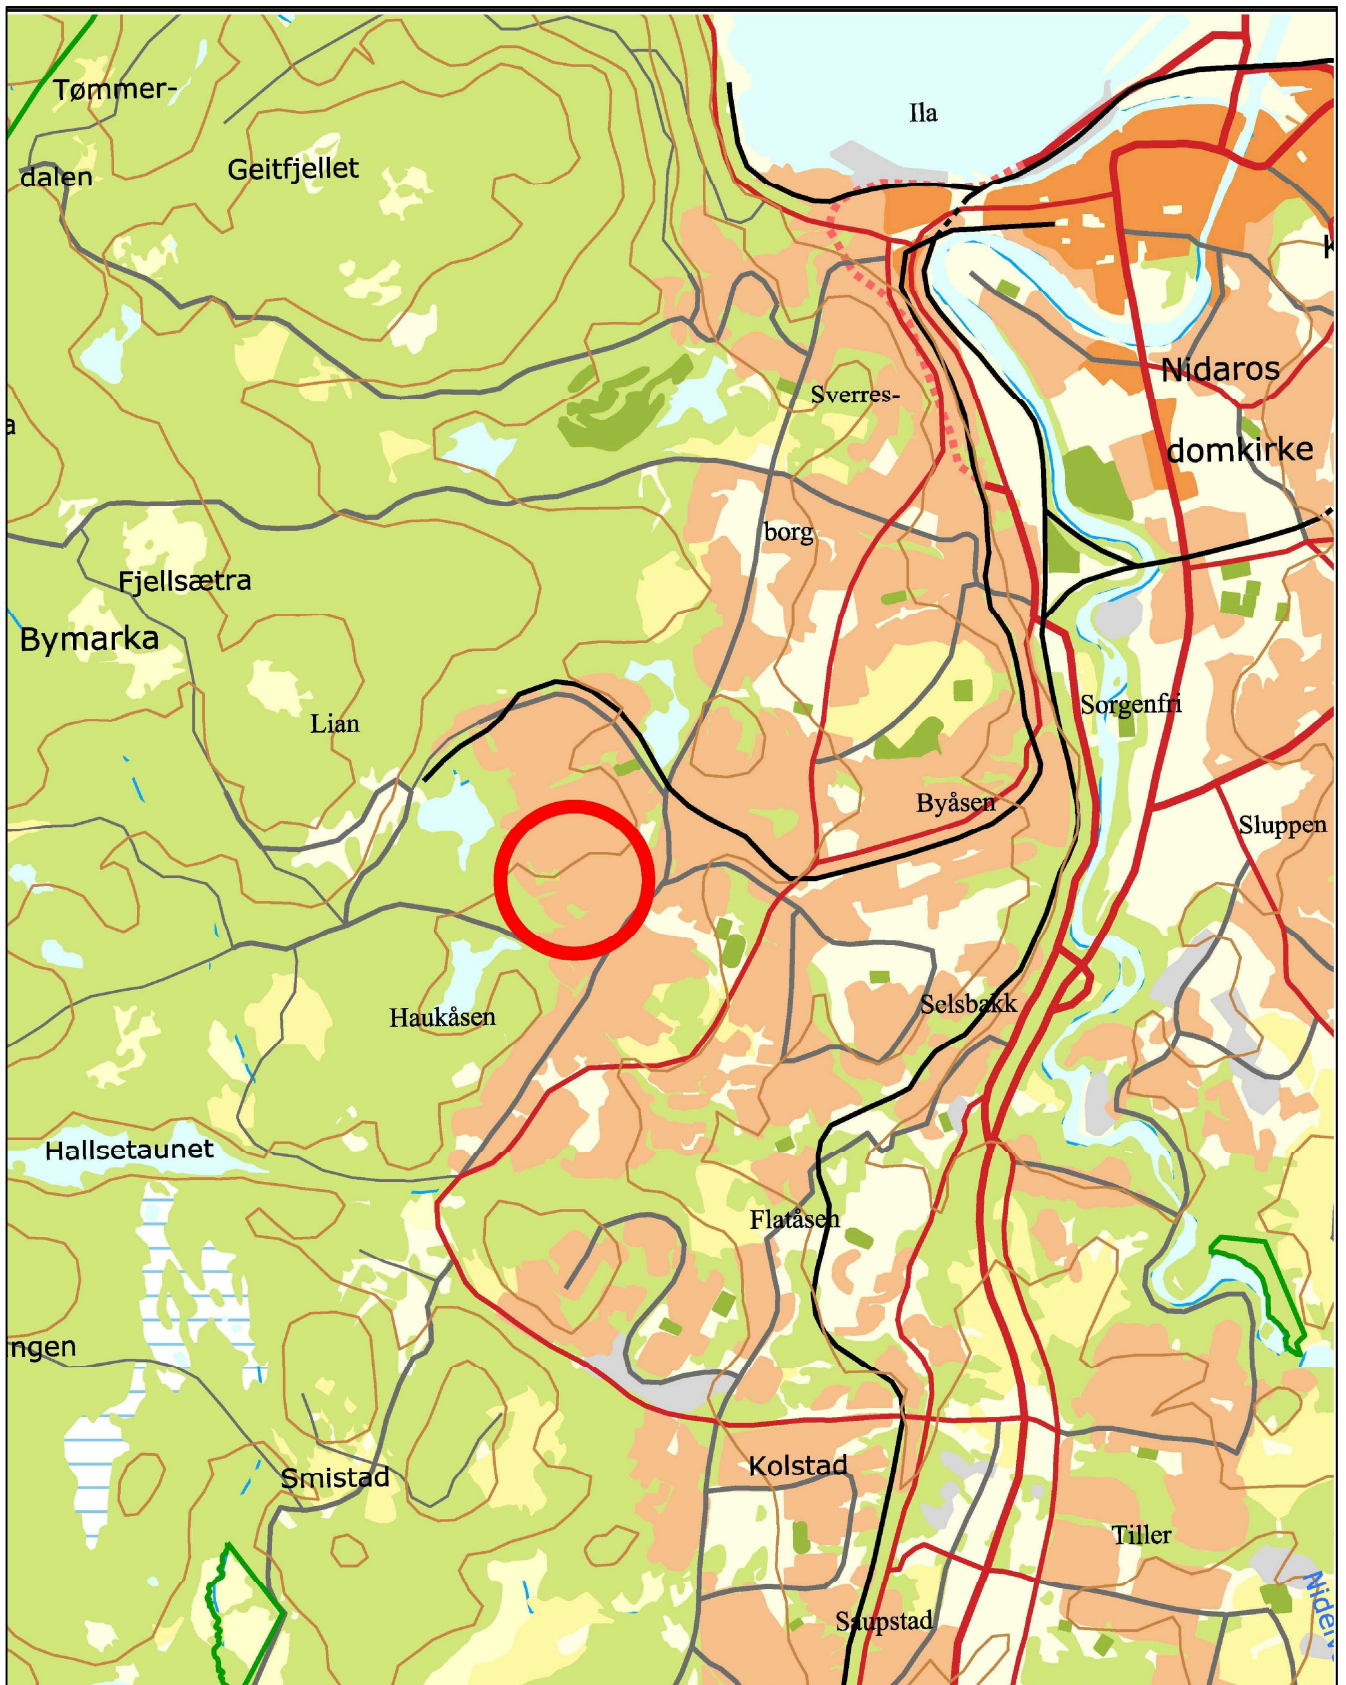 Ila
Tømmer-
dalen
Geitfjellet
Nidaros
domkirke
Sverres-
borg
Fjellsætra
Bymarka
Lian
Sorgenfri
Byåsen
Sluppen
Selsbakk
Haukåsen
Hallsetaunet
Flatåsen
ngen
Smistad
Kolstad
Tiller
Saupstad